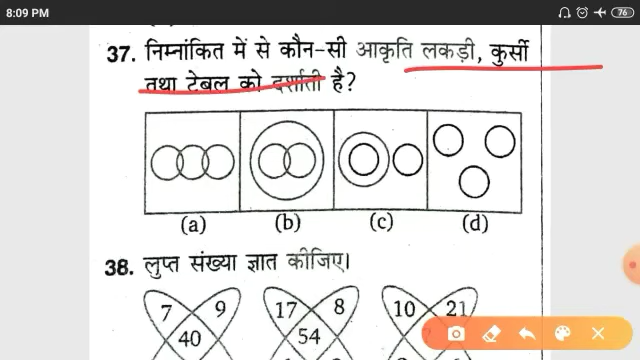 8:09 PM
76
37. निम्नांकित में से कौन-सी आकृति लकड़ी, कुर्सी
तथा टेबल को दर्शाती है?
(a) (b) (c) (d)
38. लुप्त संख्या ज्ञात कीजिए।
7 9 17 8 10 21
40 54